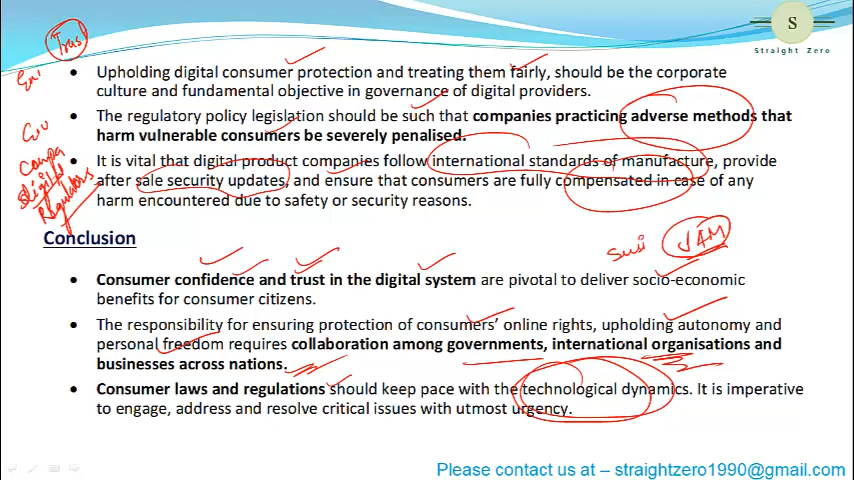 S
Straight Zero
Trust
• Upholding digital consumer protection and treating them fairly, should be the corporate
culture and fundamental objective in governance of digital providers.
• The regulatory policy legislation should be such that companies practicing adverse methods that
harm vulnerable consumers be severely penalised.
• It is vital that digital product companies follow international standards of manufacture, provide
after sale security updates, and ensure that consumers are fully compensated in case of any
harm encountered due to safety or security reasons.
Digital
Regulators
Conclusion
JAM
• Consumer confidence and trust in the digital system are pivotal to deliver socio-economic
benefits for consumer citizens.
• The responsibility for ensuring protection of consumers' online rights, upholding autonomy and
personal freedom requires collaboration among governments, international organisations and
businesses across nations.
• Consumer laws and regulations should keep pace with the technological dynamics. It is imperative
to engage, address and resolve critical issues with utmost urgency.
Please contact us at – straightzero1990@gmail.com